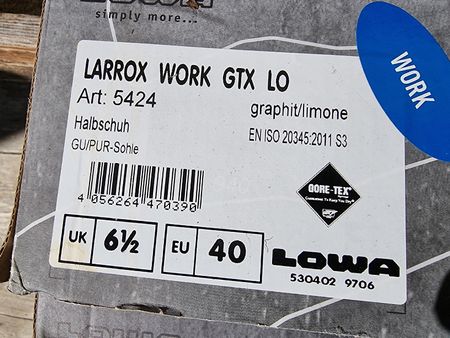 LOWA
simply more...
WORK
LARROX WORK GTX LO
Art: 5424
graphit/limone
Halbschuh
EN ISO 20345:2011 S3
GU/PUR-Sohle
GORE-TEX
4 056264 470390
UK 6½ EU 40
LOWA
530402 9706